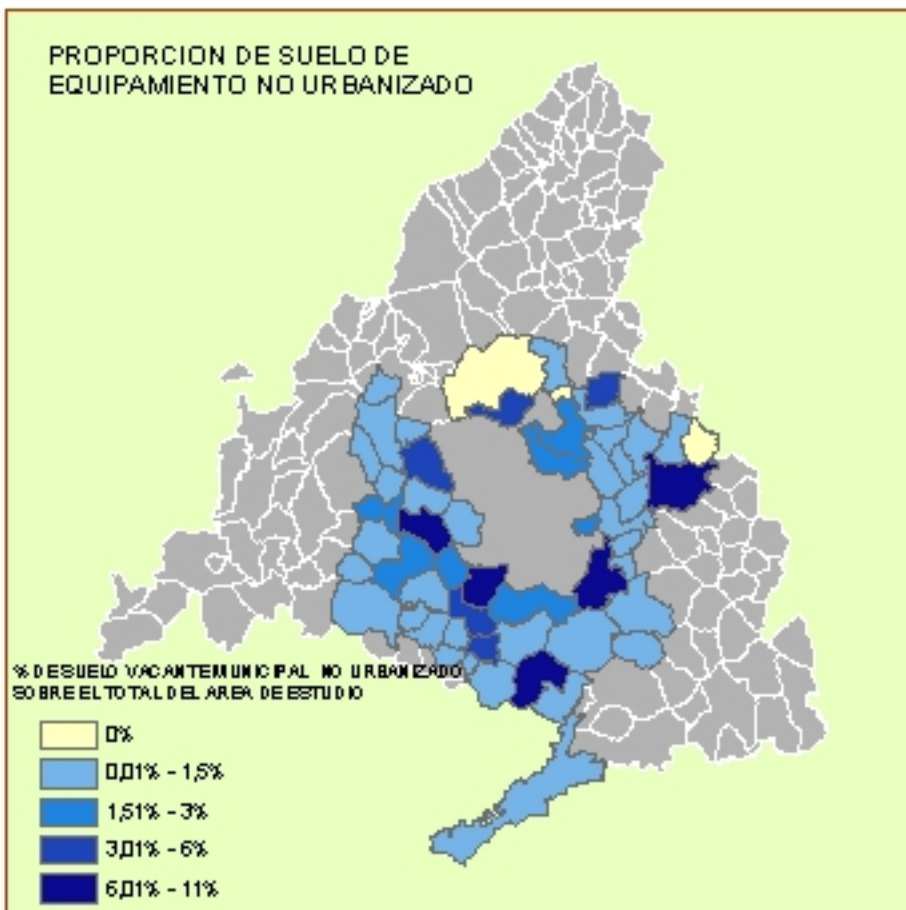 PROPORCION DE SUELO DE
EQUIPAMIENTO NO URBANIZADO
% DE SUELO VACANTE MUNICIPAL NO URBANIZADO
SOBRE EL TOTAL DEL AREA DE ESTUDIO
0%
0,01% - 1,5%
1,51% - 3%
3,01% - 6%
6,01% - 11%